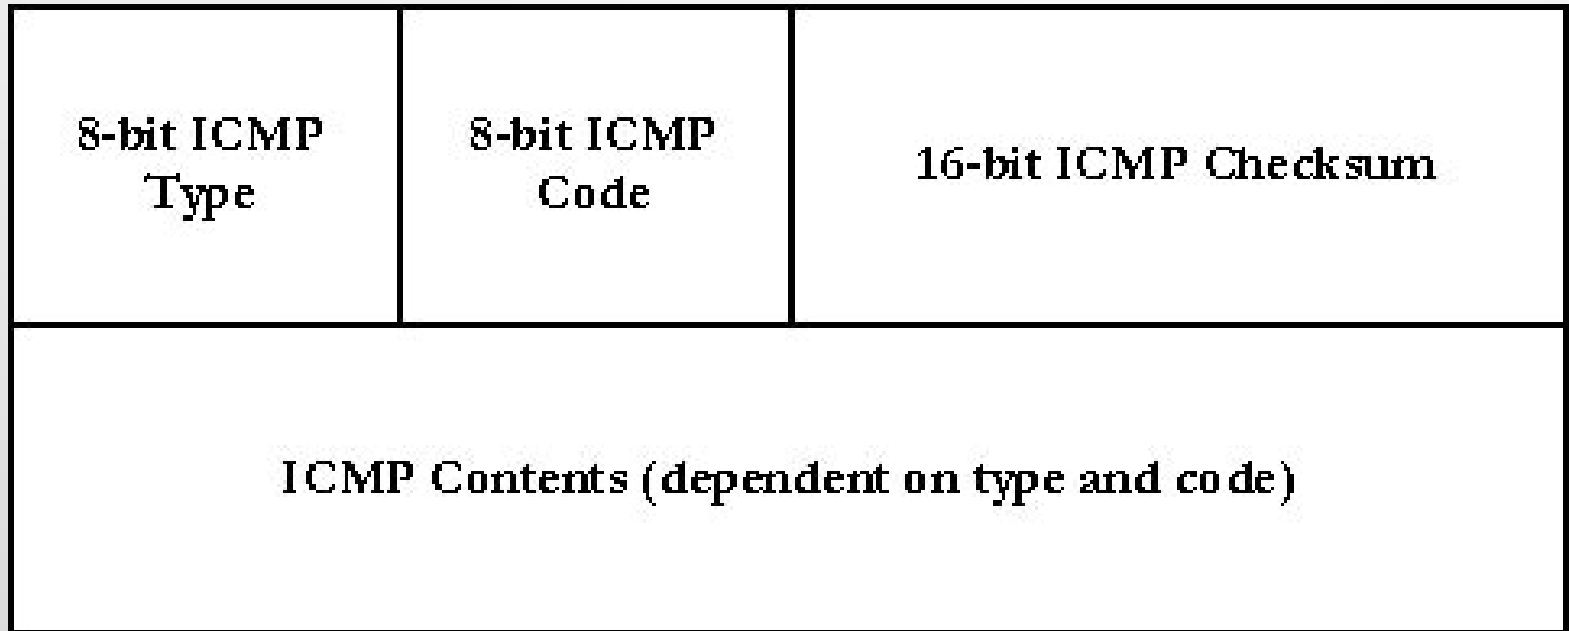 8-bit ICMP
Type
8-bit ICMP
Code
16-bit ICMP Checksum
ICMP Contents (dependent on type and code)